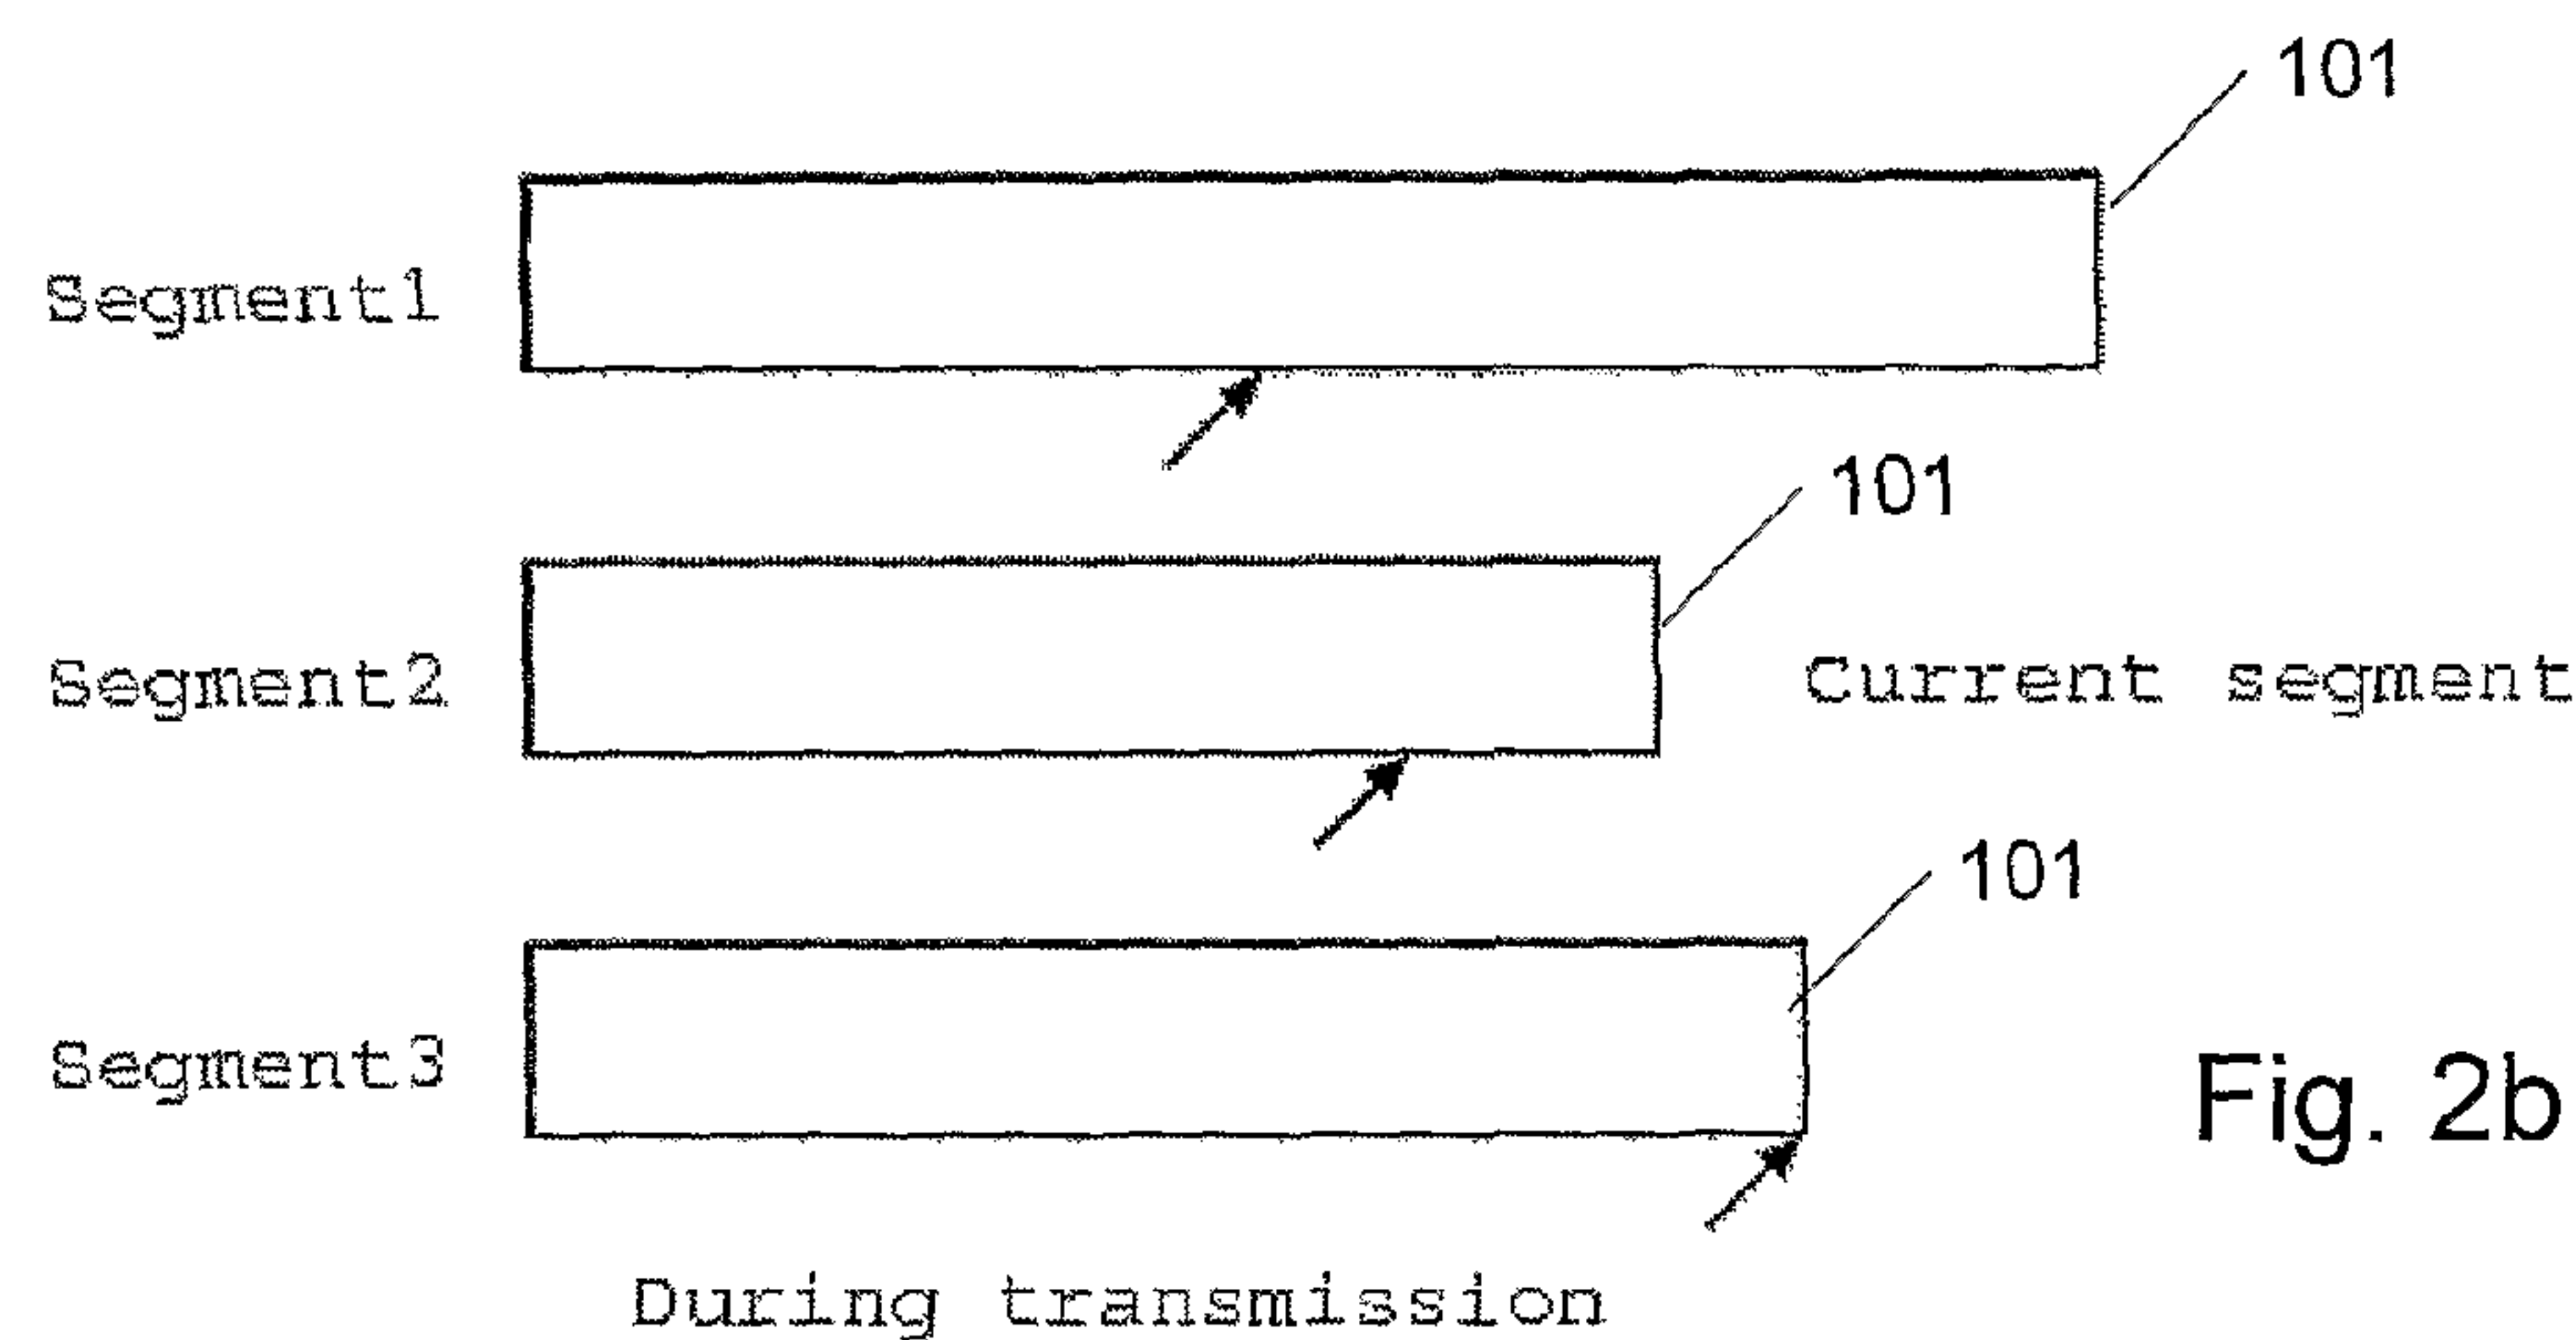 101
Segment1
101
Segment2
Current segment
101
Segment3
Fig. 2b
During transmission